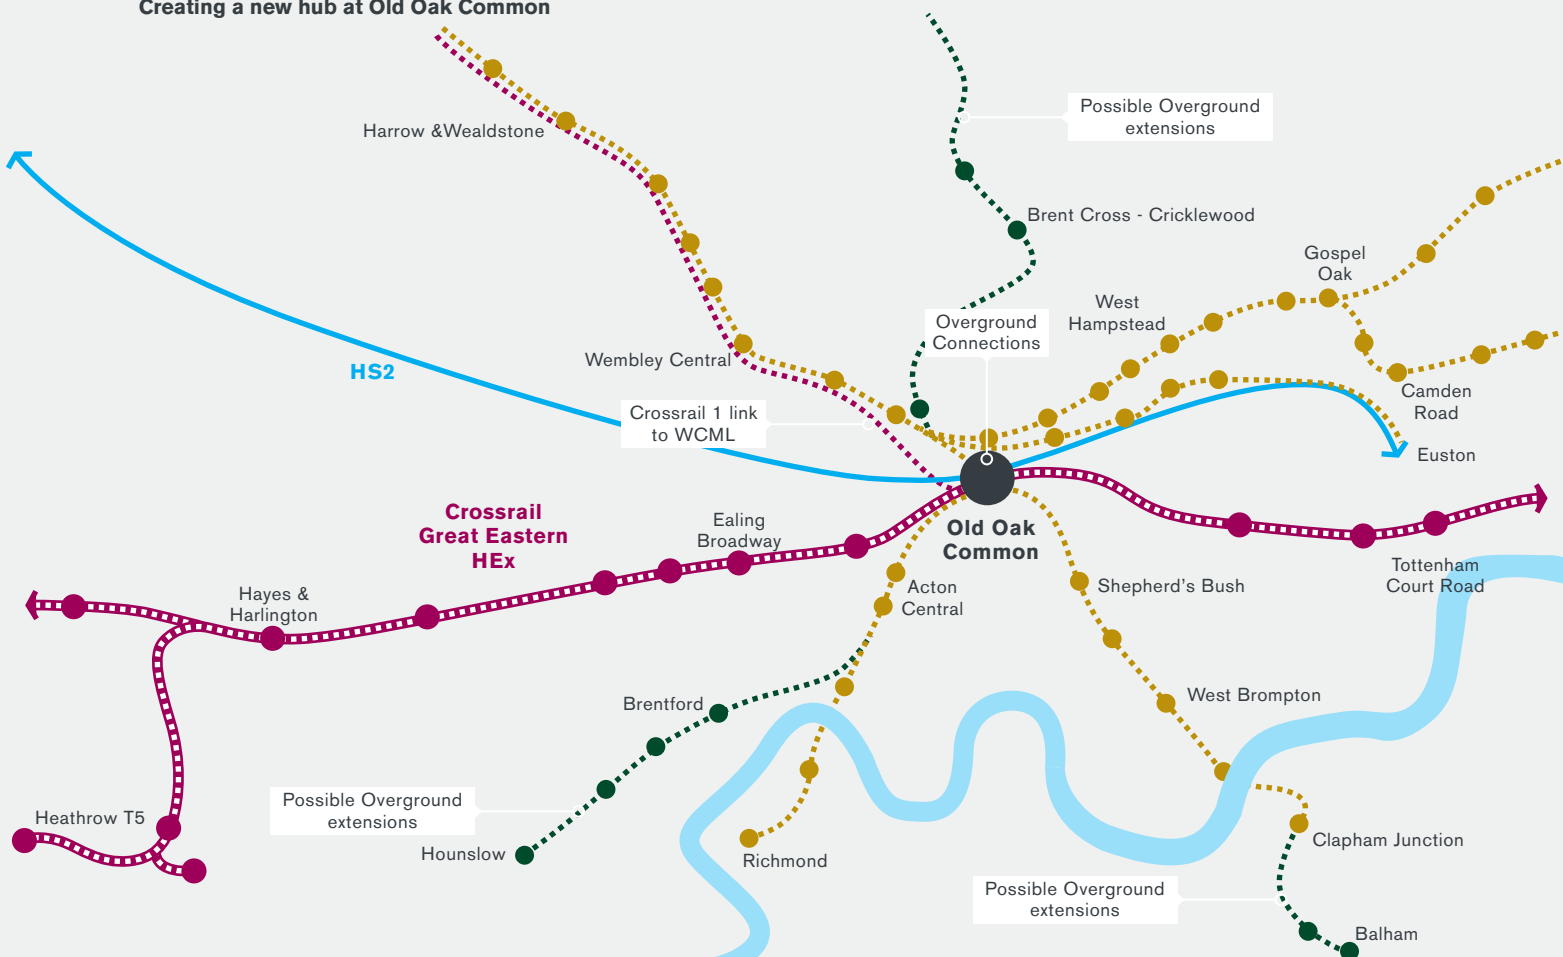 Creating a new hub at Old Oak Common
Possible Overground
extensions
Harrow &Wealdstone
Brent Cross - Cricklewood
Gospel
Oak
West
Hampstead
Overground
Connections
Wembley Central
HS2
Camden
Road
Crossrail 1 link
to WCML
Euston
Crossrail
Great Eastern
HEx
Ealing
Broadway
Old Oak
Common
Tottenham
Court Road
Acton
Central
Shepherd's Bush
Hayes &
Harlington
West Brompton
Brentford
Possible Overground
extensions
Heathrow T5
Hounslow
Richmond
Clapham Junction
Possible Overground
extensions
Balham